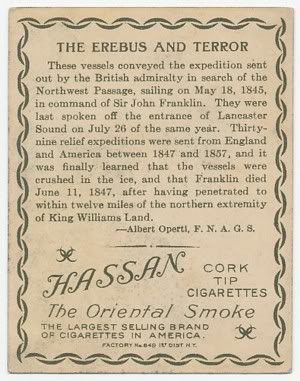 THE EREBUS AND TERROR
These vessels conveyed the expedition sent
out by the British admiralty in search of the
Northwest Passage, sailing on May 18, 1845,
in command of Sir John Franklin. They were
last spoken off the entrance of Lancaster
Sound on July 26 of the same year. Thirty-
nine relief expeditions were sent from England
and America between 1847 and 1857, and it
was finally learned that the vessels were
crushed in the ice, and that Franklin died
June 11, 1847, after having penetrated to
within twelve miles of the northern extremity
of King Williams Land.
—Albert Operti, F. N. A. G. S.
HASSAN
CORK
TIP
CIGARETTES
The Oriental Smoke
THE LARGEST SELLING BRAND
OF CIGARETTES IN AMERICA.
FACTORY No. 649 1ST DIST. N.Y.